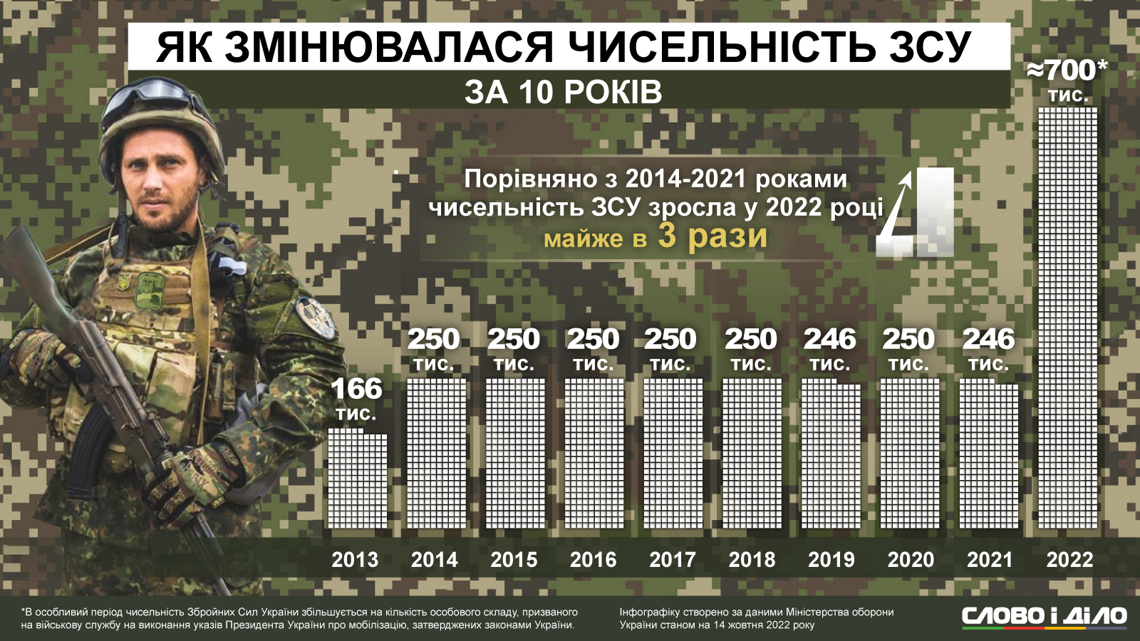 ЯК ЗМІНЮВАЛАСЯ ЧИСЕЛЬНІСТЬ ЗСУ
ЗА 10 РОКІВ
Порівняно з 2014-2021 роками
чисельність ЗСУ зросла у 2022 році
майже в 3 рази
166
тис.
250
тис.
250
тис.
250
тис.
250
тис.
250
тис.
246
тис.
250
тис.
246
тис.
≈700*
тис.
2013 2014 2015 2016 2017 2018 2019 2020 2021 2022
*В особливий період чисельність Збройних Сил України збільшується на кількість особового складу, призваного
на військову службу на виконання указів Президента України про мобілізацію, затверджених законами України.
Інфографіку створено за даними Міністерства оборони
України станом на 14 жовтня 2022 року
СЛОВО і ДІЛО